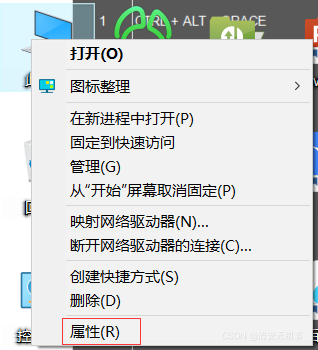 1
CTRL + ALT + SPACE
打开(O)
图标整理
在新进程中打开(P)
固定到快速访问
管理(G)
从“开始”屏幕取消固定(P)
映射网络驱动器(N)...
断开网络驱动器的连接(C)...
创建快捷方式(S)
删除(D)
属性(R)